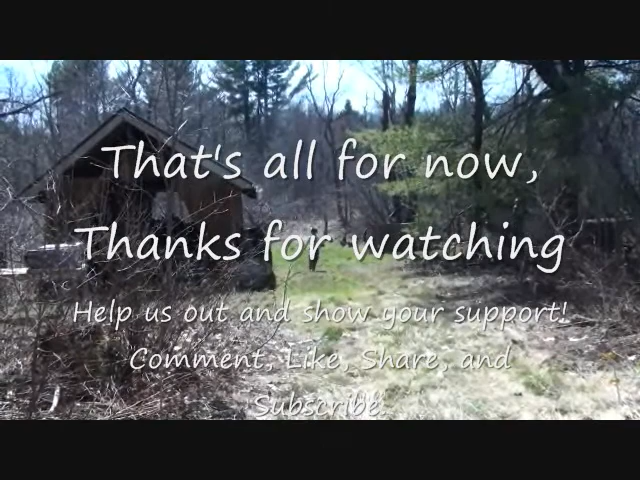 That's all for now,
Thanks for watching
Help us out and show your support!
Comment, Like, Share, and
Subscribe.